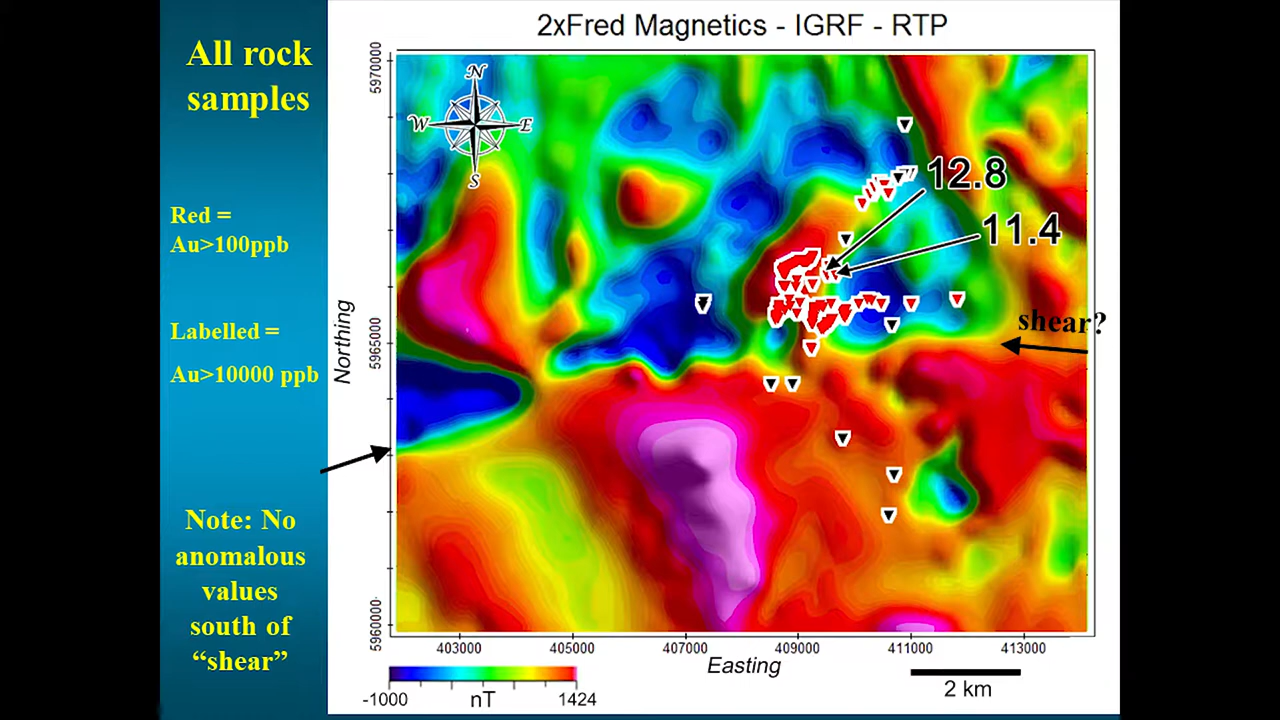 All rock
samples
Red =
Au>100ppb
Labelled =
Au>10000 ppb
Note: No
anomalous
values
south of
“shear”
2xFred Magnetics - IGRF - RTP
N
W
E
S
12.8
11.4
shear?
Northing
5970000
5965000
5960000
403000
405000
407000
409000
411000
413000
Easting
-1000
nT
1424
2 km